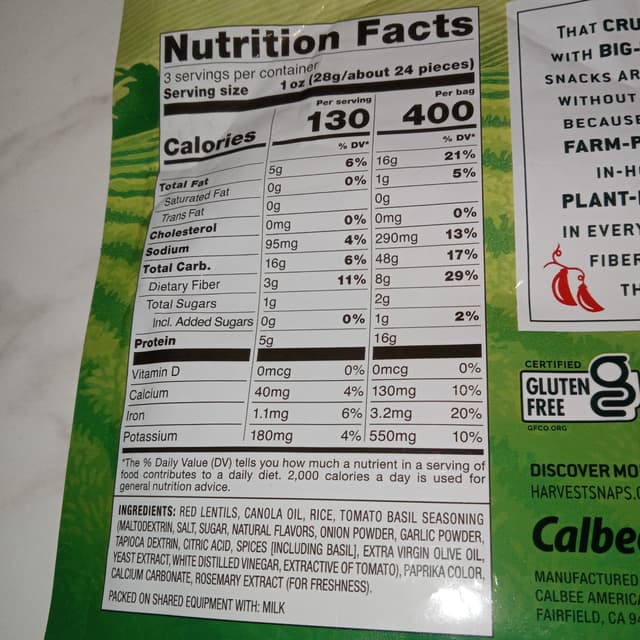 Nutrition Facts
3 servings per container
Serving size 1 oz (28g/about 24 pieces)
Per serving Per bag
Calories 130 400
% DV* % DV*
Total Fat 5g 6% 16g 21%
Saturated Fat 0g 0% 1g 5%
Trans Fat 0g 0g
Cholesterol 0mg 0% 0mg 0%
Sodium 95mg 4% 290mg 13%
Total Carb. 16g 6% 48g 17%
Dietary Fiber 3g 11% 8g 29%
Total Sugars 1g 2g
Incl. Added Sugars 0g 0% 1g 2%
Protein 5g 16g
Vitamin D 0mcg 0% 0mcg 0%
Calcium 40mg 4% 130mg 10%
Iron 1.1mg 6% 3.2mg 20%
Potassium 180mg 4% 550mg 10%
*The % Daily Value (DV) tells you how much a nutrient in a serving of
food contributes to a daily diet. 2,000 calories a day is used for
general nutrition advice.
INGREDIENTS: RED LENTILS, CANOLA OIL, RICE, TOMATO BASIL SEASONING
(MALTODEXTRIN, SALT, SUGAR, NATURAL FLAVORS, ONION POWDER, GARLIC POWDER,
TAPIOCA DEXTRIN, CITRIC ACID, SPICES [INCLUDING BASIL], EXTRA VIRGIN OLIVE OIL,
YEAST EXTRACT, WHITE DISTILLED VINEGAR, EXTRACTIVE OF TOMATO), PAPRIKA COLOR,
CALCIUM CARBONATE, ROSEMARY EXTRACT (FOR FRESHNESS).
PACKED ON SHARED EQUIPMENT WITH: MILK
THAT CRU
WITH BIG-
SNACKS AR
WITHOUT
BECAUSE
FARM-P
IN-H
PLANT-
IN EVERY
FIBER
TH
CERTIFIED
GLUTEN
FREE
GFCO.ORG
DISCOVER MO
HARVESTSNAPS.C
Calbe
MANUFACTURED
CALBEE AMERICA
FAIRFIELD, CA 9